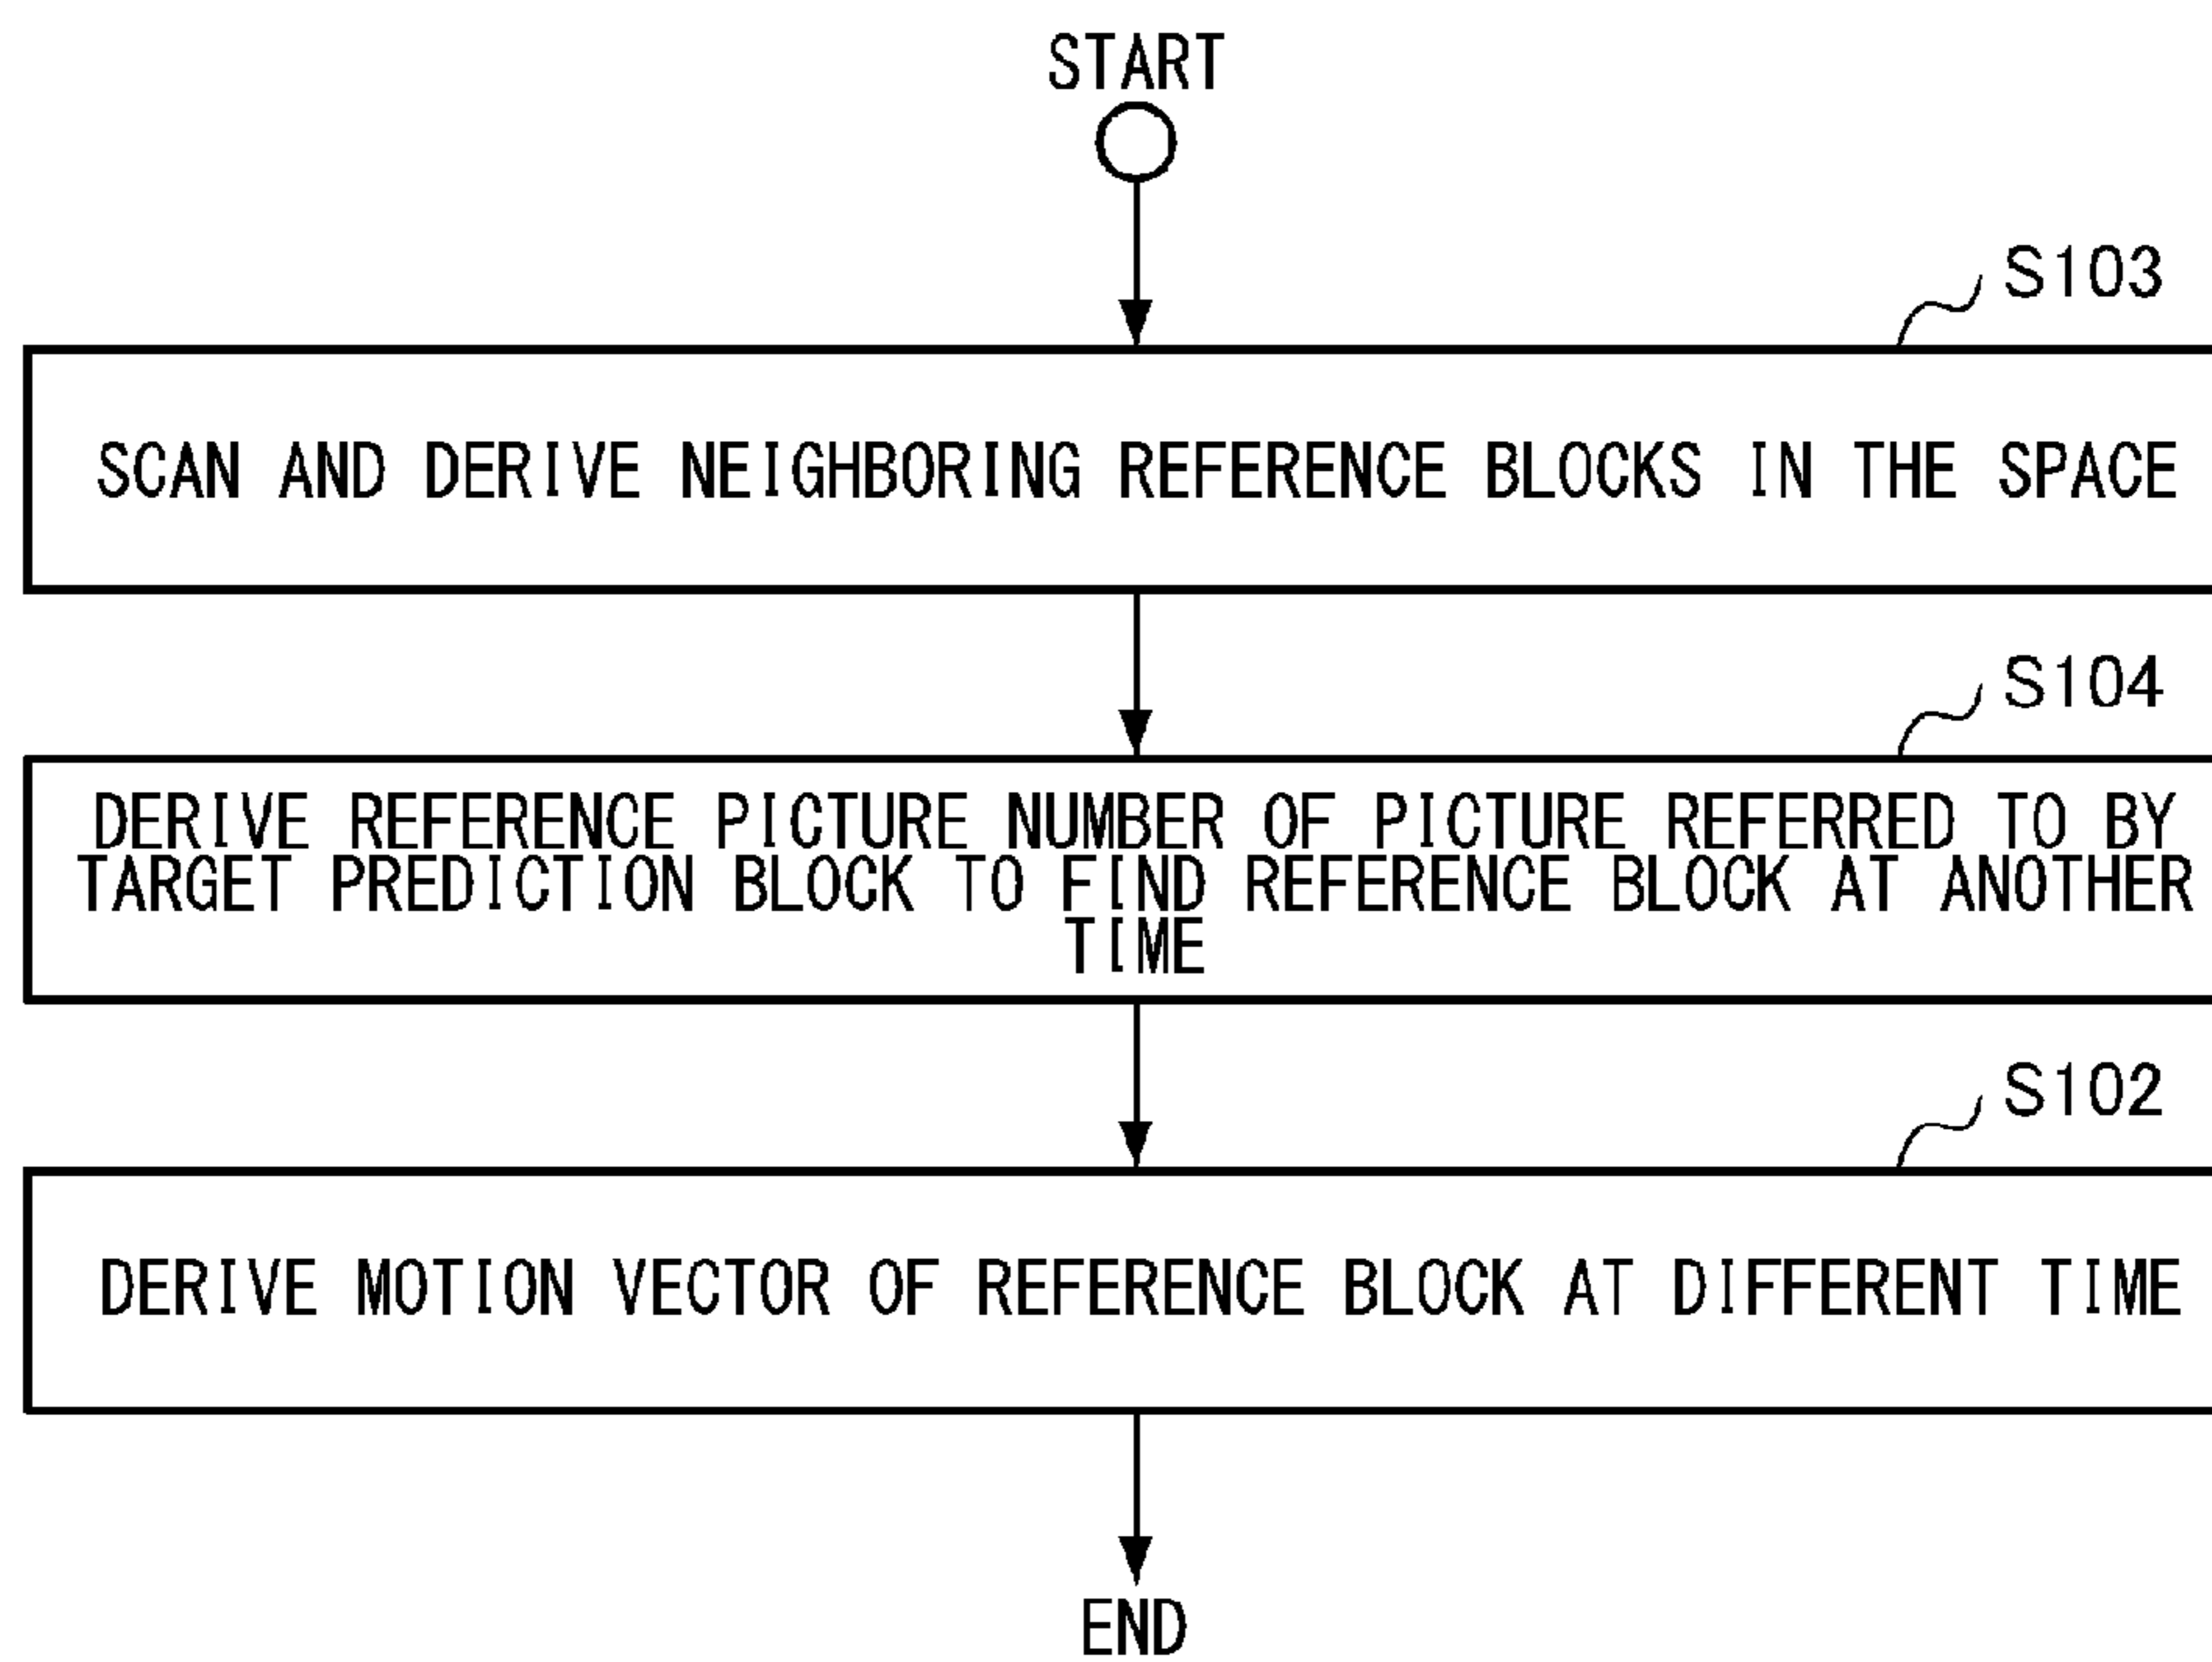 START
S103
SCAN AND DERIVE NEIGHBORING REFERENCE BLOCKS IN THE SPACE
S104
DERIVE REFERENCE PICTURE NUMBER OF PICTURE REFERRED TO BY
TARGET PREDICTION BLOCK TO FIND REFERENCE BLOCK AT ANOTHER
TIME
S102
DERIVE MOTION VECTOR OF REFERENCE BLOCK AT DIFFERENT TIME
END